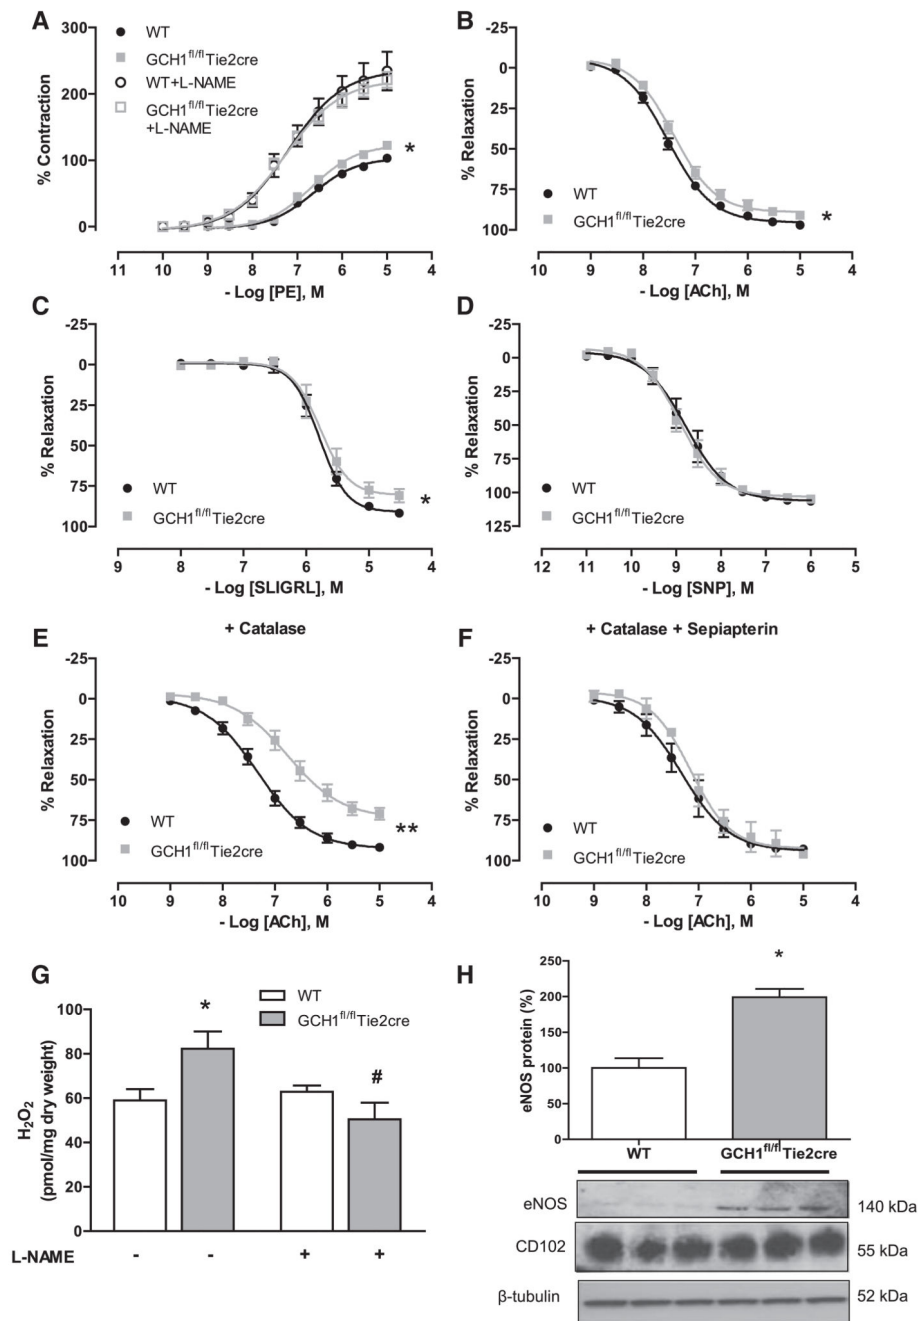 A
300
200
100
0
% Contraction
WT
GCH1fl/flTie2cre
WT+L-NAME
GCH1fl/flTie2cre
+L-NAME
*
11 10 9 8 7 6 5 4
- Log [PE], M
B
-25
0
25
50
75
100
% Relaxation
WT
GCH1fl/flTie2cre
*
10 9 8 7 6 5 4
- Log [ACh], M
C
-25
0
25
50
75
100
% Relaxation
WT
GCH1fl/flTie2cre
*
9 8 7 6 5 4
- Log [SLIGRL], M
D
-25
0
25
50
75
100
125
% Relaxation
WT
GCH1fl/flTie2cre
12 11 10 9 8 7 6 5
- Log [SNP], M
E
+ Catalase
-25
0
25
50
75
100
% Relaxation
WT
GCH1fl/flTie2cre
**
10 9 8 7 6 5 4
- Log [ACh], M
F
+ Catalase + Sepiapterin
-25
0
25
50
75
100
% Relaxation
WT
GCH1fl/flTie2cre
10 9 8 7 6 5 4
- Log [ACh], M
G
WT
GCH1fl/flTie2cre
100
80
60
40
20
0
H2O2
(pmol/mg dry weight)
*
#
L-NAME - - + +
H
250
200
150
100
50
0
eNOS protein (%)
*
WT GCH1fl/flTie2cre
eNOS 140 kDa
CD102 55 kDa
β-tubulin 52 kDa